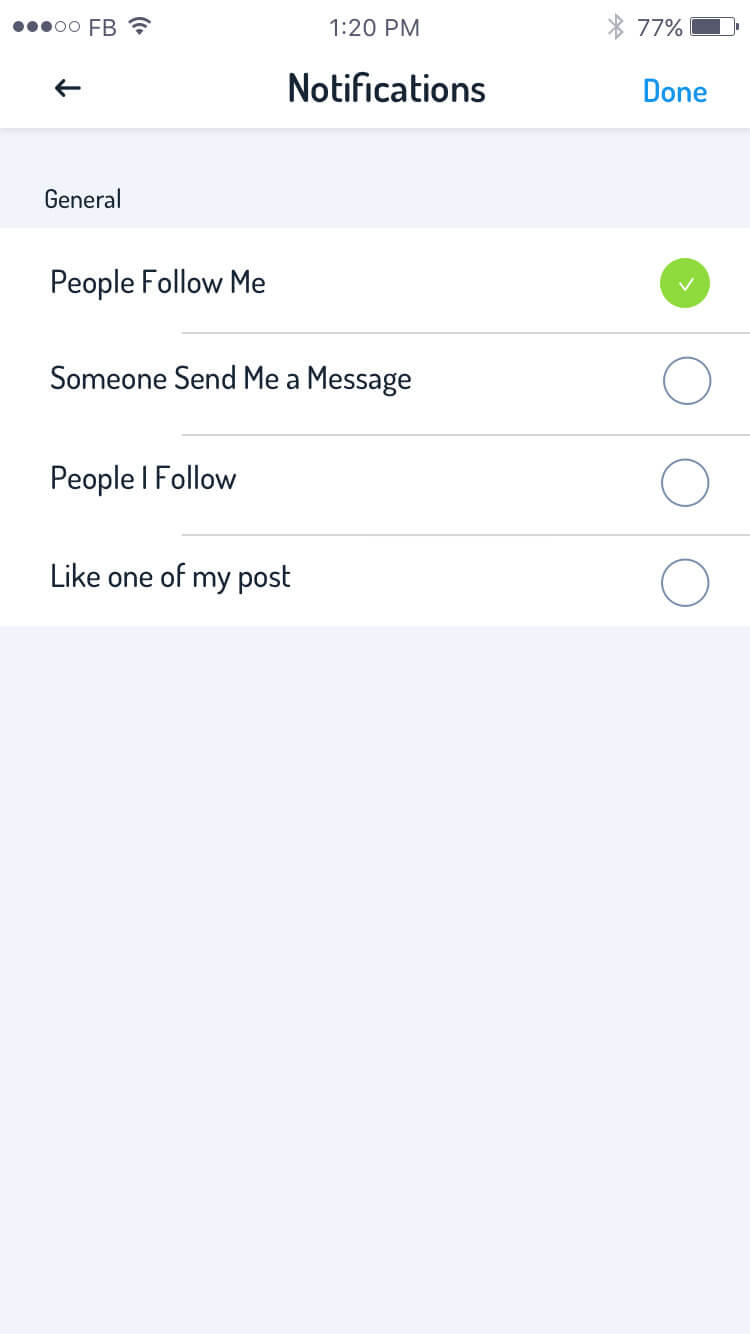 FB 1:20 PM 77%
Notifications Done
General
People Follow Me
Someone Send Me a Message
People I Follow
Like one of my post